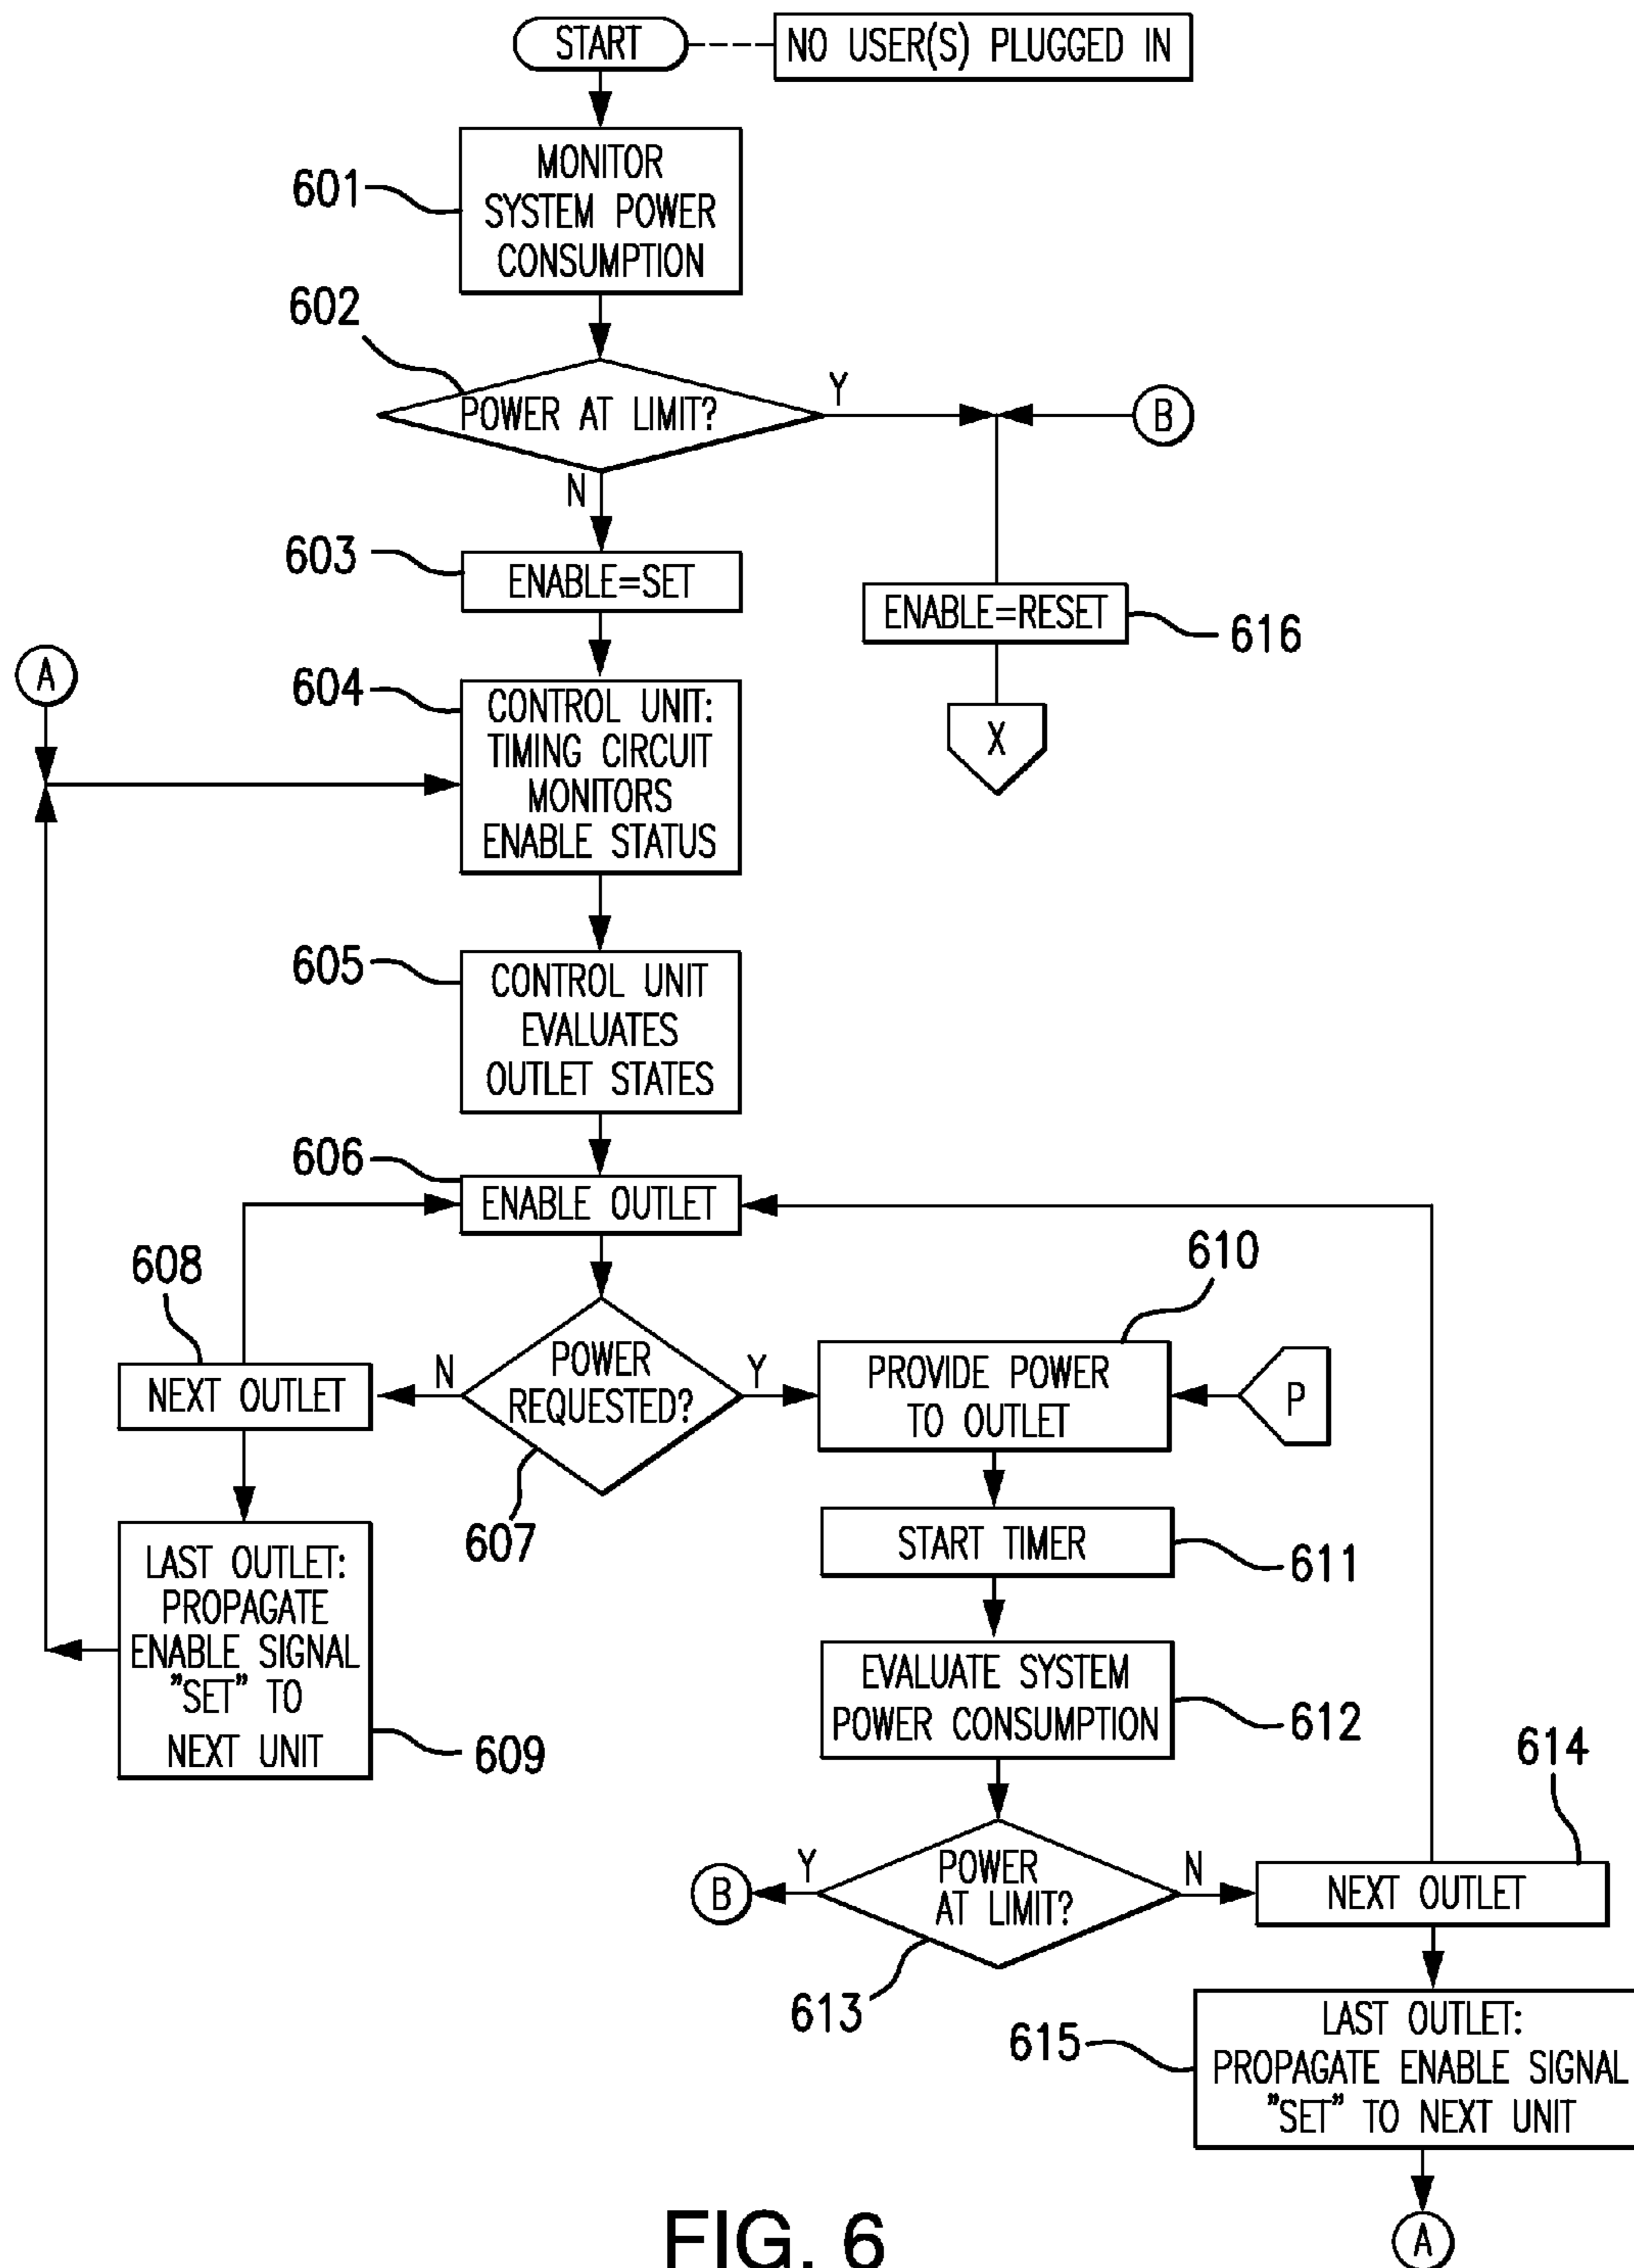 START
NO USER(S) PLUGGED IN
601
MONITOR
SYSTEM POWER
CONSUMPTION
602
POWER AT LIMIT?
Y
B
N
603
ENABLE=SET
ENABLE=RESET
616
A
604
CONTROL UNIT:
TIMING CIRCUIT
MONITORS
ENABLE STATUS
X
605
CONTROL UNIT
EVALUATES
OUTLET STATES
606
ENABLE OUTLET
608
610
NEXT OUTLET
N
POWER
REQUESTED?
Y
607
PROVIDE POWER
TO OUTLET
P
START TIMER
611
LAST OUTLET:
PROPAGATE
ENABLE SIGNAL
"SET" TO
NEXT UNIT
609
EVALUATE SYSTEM
POWER CONSUMPTION
612
614
B
Y
POWER
AT LIMIT?
N
NEXT OUTLET
613
615
LAST OUTLET:
PROPAGATE ENABLE SIGNAL
"SET" TO NEXT UNIT
A
FIG. 6